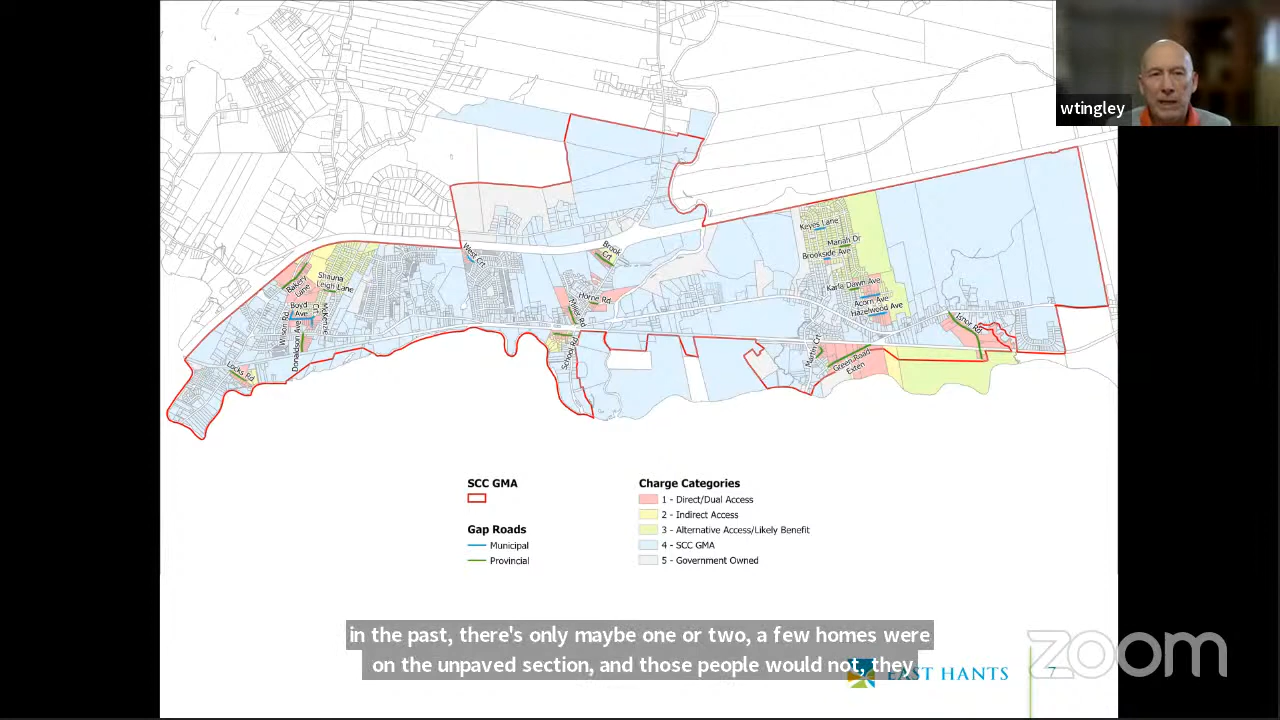 wtingley
Keyes Lane
Mariah Dr
Brookside Ave
West Crt
Brook
Crt
Karla Dawn Ave
Acorn Ave
Hazelwood Ave
Shauna
Leigh Lane
Bakery
Lane
Boyd
Ave
Wilson Rd
Donaldson Ave
Locks Rd
Horne Rd
School Rd
Green Road
Exten
SCC GMA
Charge Categories
1 - Direct/Dual Access
2 - Indirect Access
3 - Alternative Access/Likely Benefit
4 - SCC GMA
5 - Government Owned
Gap Roads
Municipal
Provincial
in the past, there's only maybe one or two, a few homes were
on the unpaved section, and those people would not, they
EAST HANTS
7
zoom